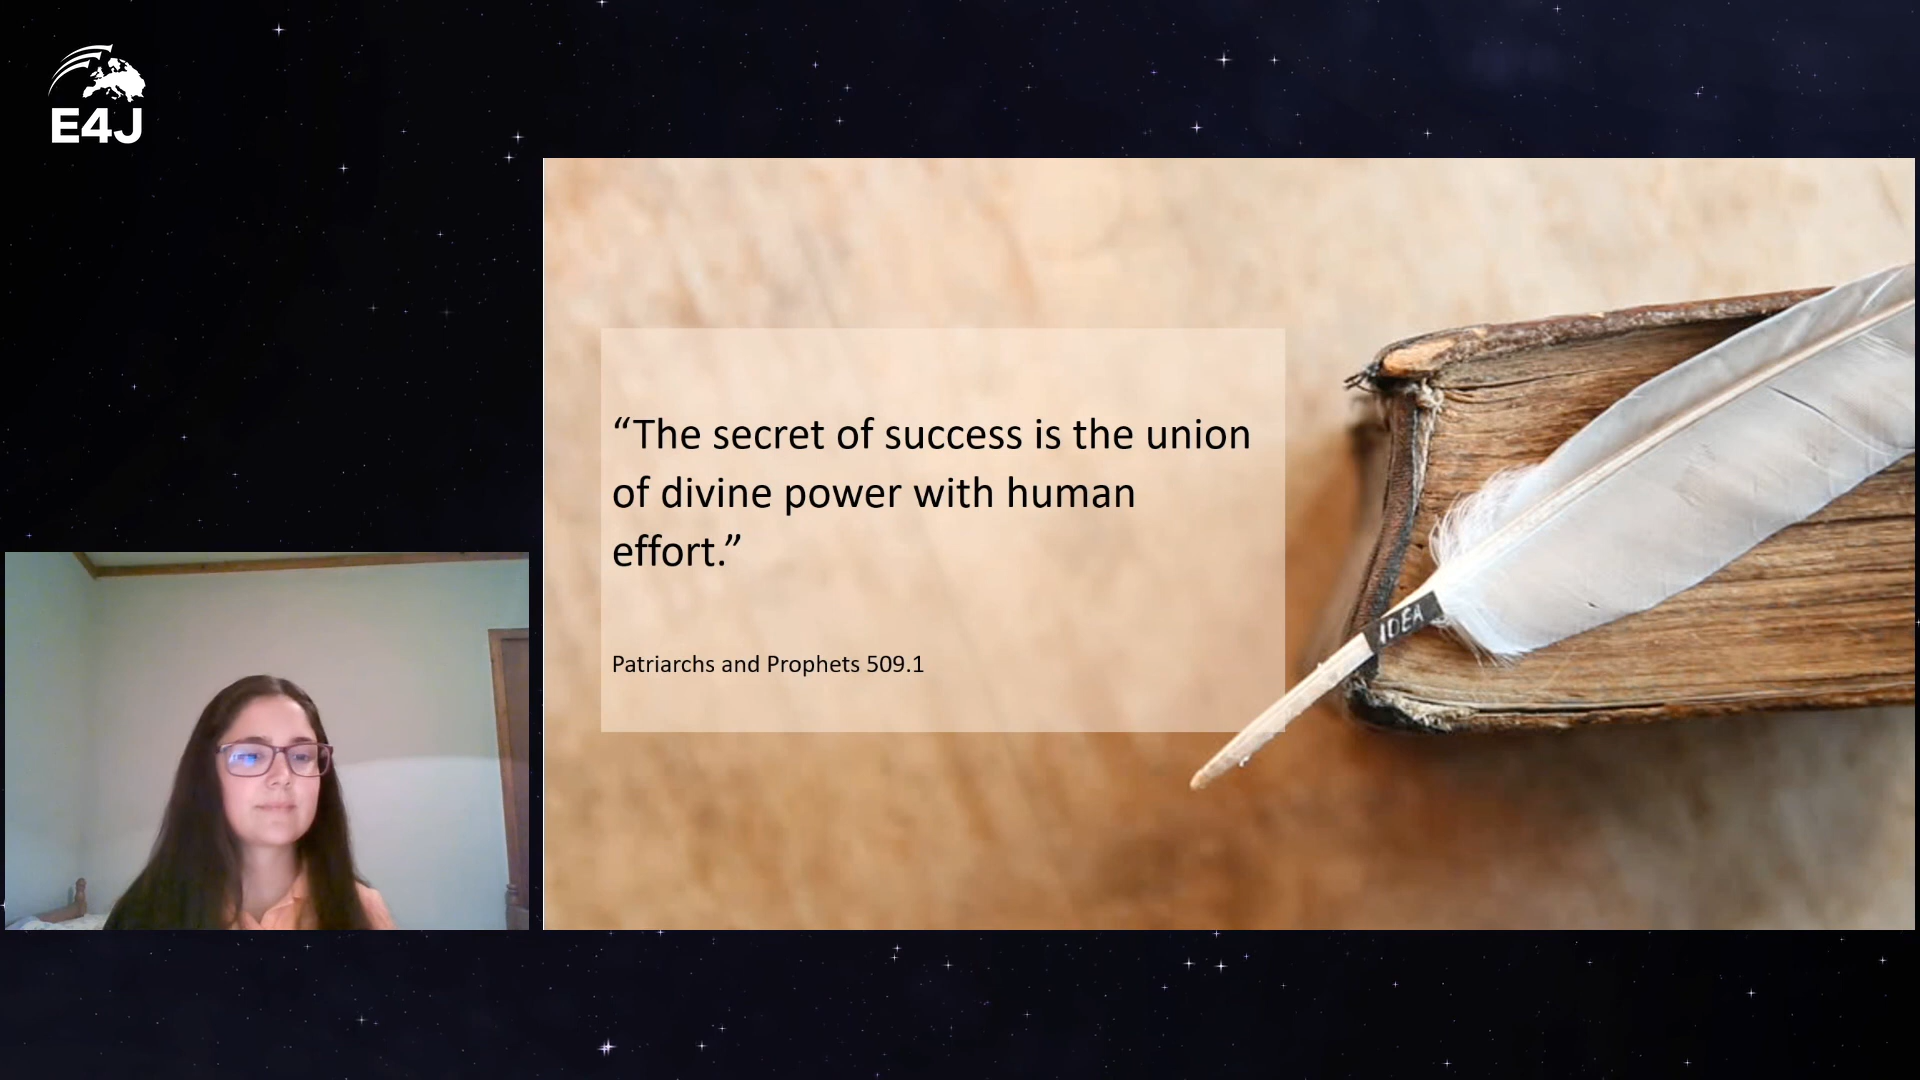 E4J
“The secret of success is the union
of divine power with human
effort.”
Patriarchs and Prophets 509.1
IDEA